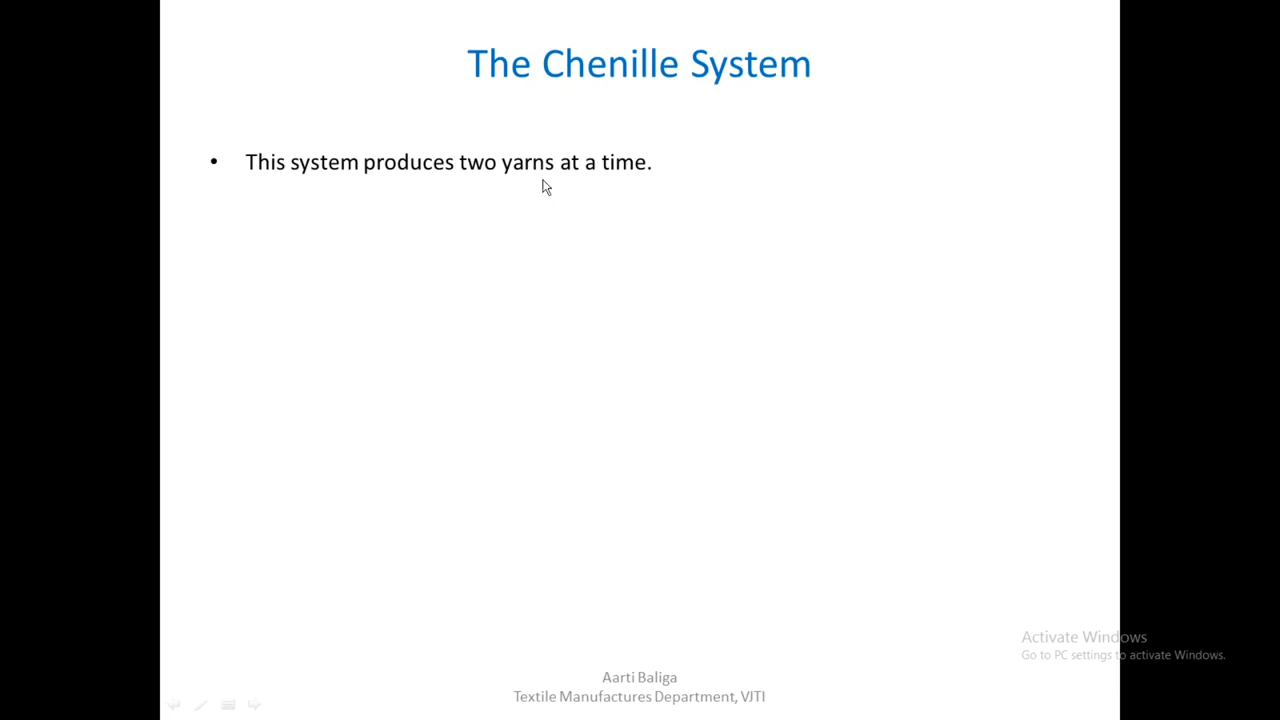 The Chenille System
• This system produces two yarns at a time.
Activate Windows
Go to PC settings to activate Windows.
Aarti Baliga
Textile Manufactures Department, VJTI